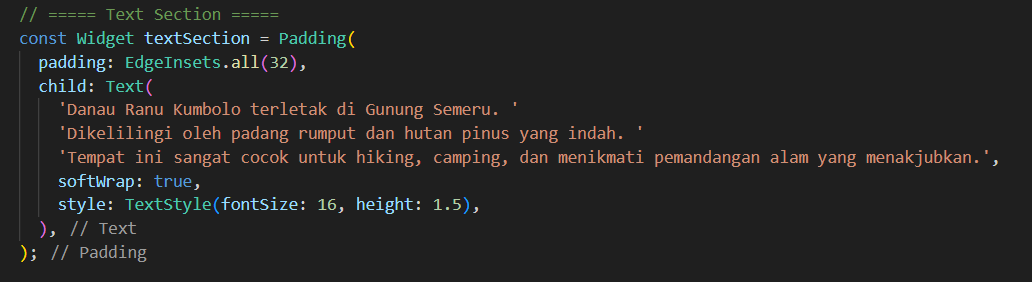 // ===== Text Section =====
const Widget textSection = Padding(
  padding: EdgeInsets.all(32),
  child: Text(
    'Danau Ranu Kumbolo terletak di Gunung Semeru. '
    'Dikelilingi oleh padang rumput dan hutan pinus yang indah. '
    'Tempat ini sangat cocok untuk hiking, camping, dan menikmati pemandangan alam yang menakjubkan.',
    softWrap: true,
    style: TextStyle(fontSize: 16, height: 1.5),
  ), // Text
); // Padding